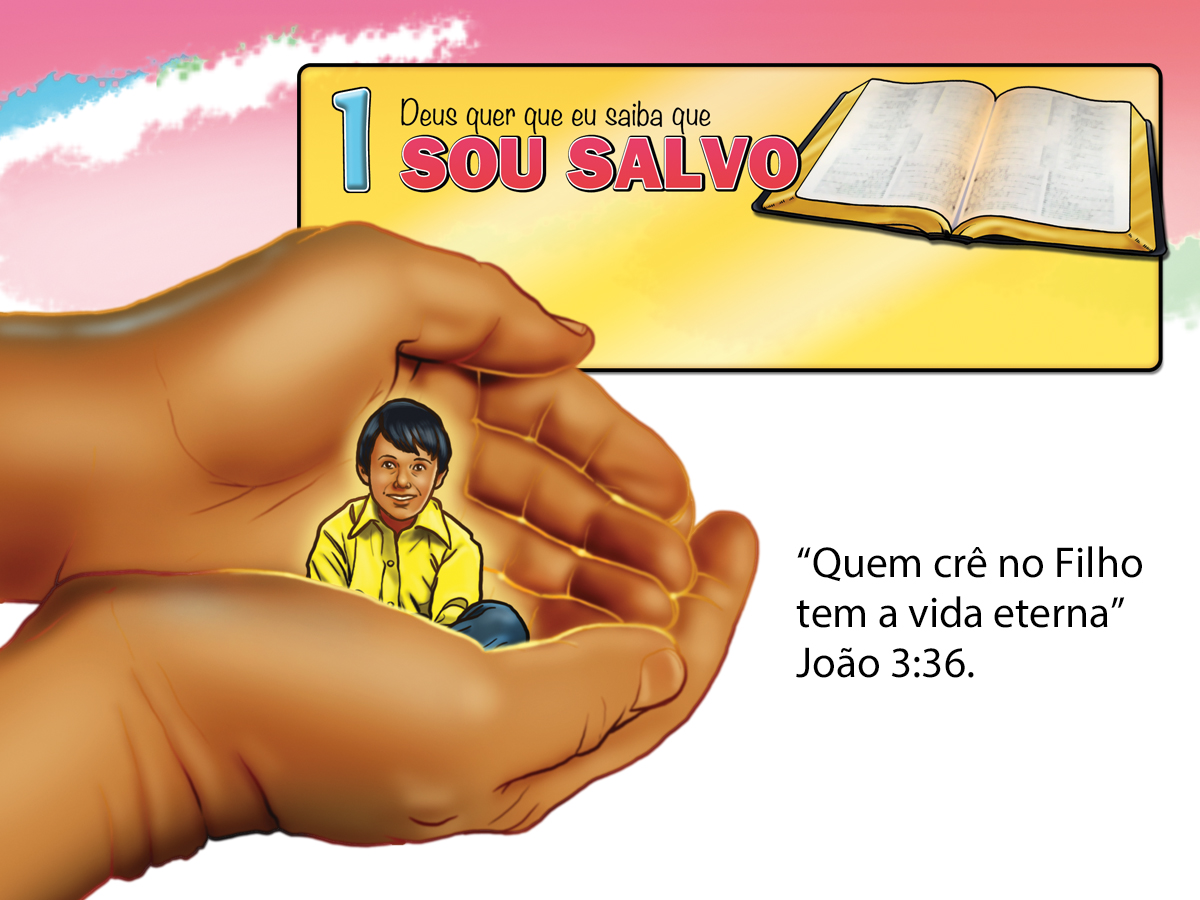 1
Deus quer que eu saiba que
SOU SALVO
“Quem crê no Filho
tem a vida eterna”
João 3:36.